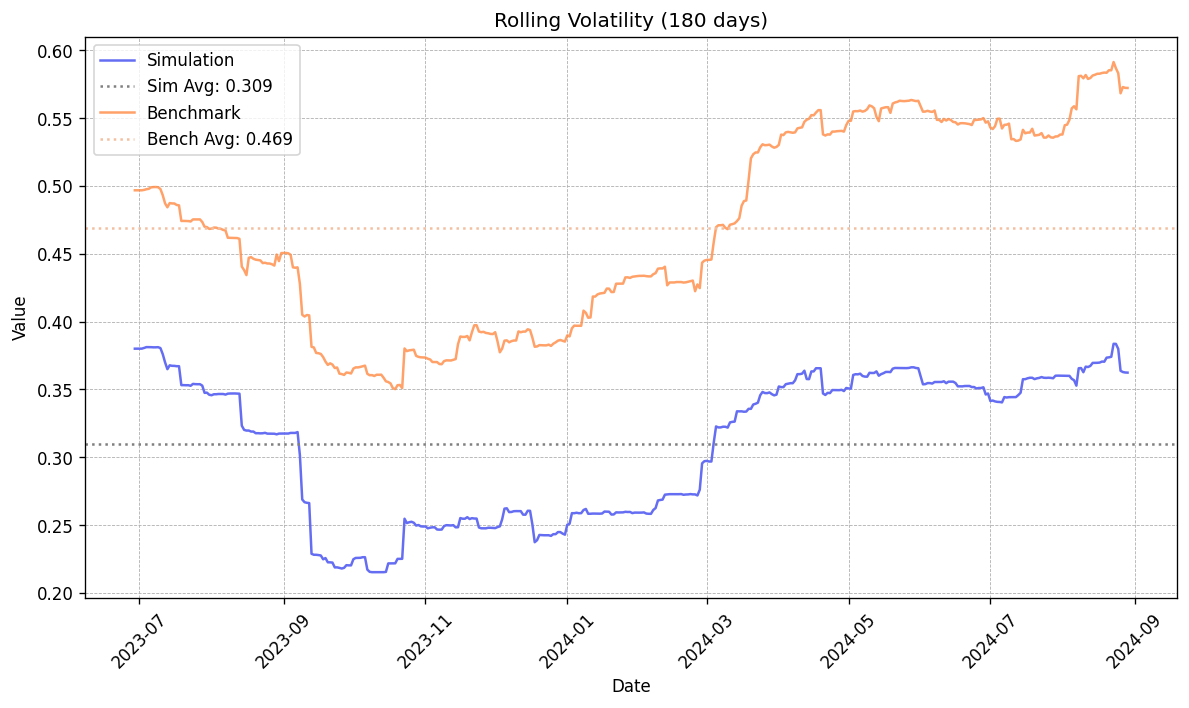 Rolling Volatility (180 days)
Simulation
Sim Avg: 0.309
Benchmark
Bench Avg: 0.469
Value
0.60
0.55
0.50
0.45
0.40
0.35
0.30
0.25
0.20
2023-07
2023-09
2023-11
2024-01
2024-03
2024-05
2024-07
2024-09
Date